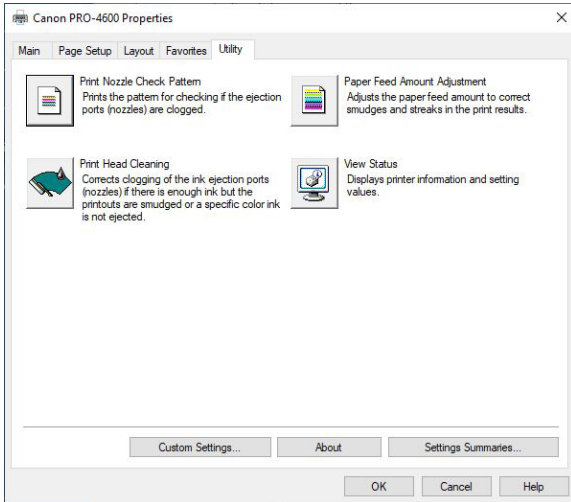 Canon PRO-4600 Properties
Main Page Setup Layout Favorites Utility
Print Nozzle Check Pattern
Prints the pattern for checking if the ejection
ports (nozzles) are clogged.
Paper Feed Amount Adjustment
Adjusts the paper feed amount to correct
smudges and streaks in the print results.
Print Head Cleaning
Corrects clogging of the ink ejection ports
(nozzles) if there is enough ink but the
printouts are smudged or a specific color ink
is not ejected.
View Status
Displays printer information and setting
values.
Custom Settings... About Settings Summaries...
OK Cancel Help